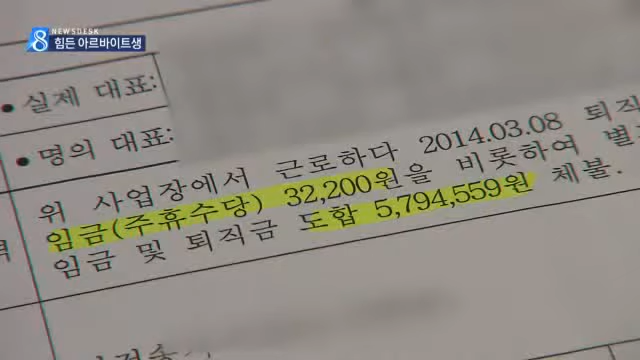 8 NEWSDESK
힘든 아르바이트생
• 실제 대표:
• 명의 대표:
위 사업장에서 근로하다 2014.03.08 퇴직
임금(주휴수당) 32,200원을 비롯하여 별
임금 및 퇴직금 도합 5,794,559원 체불.